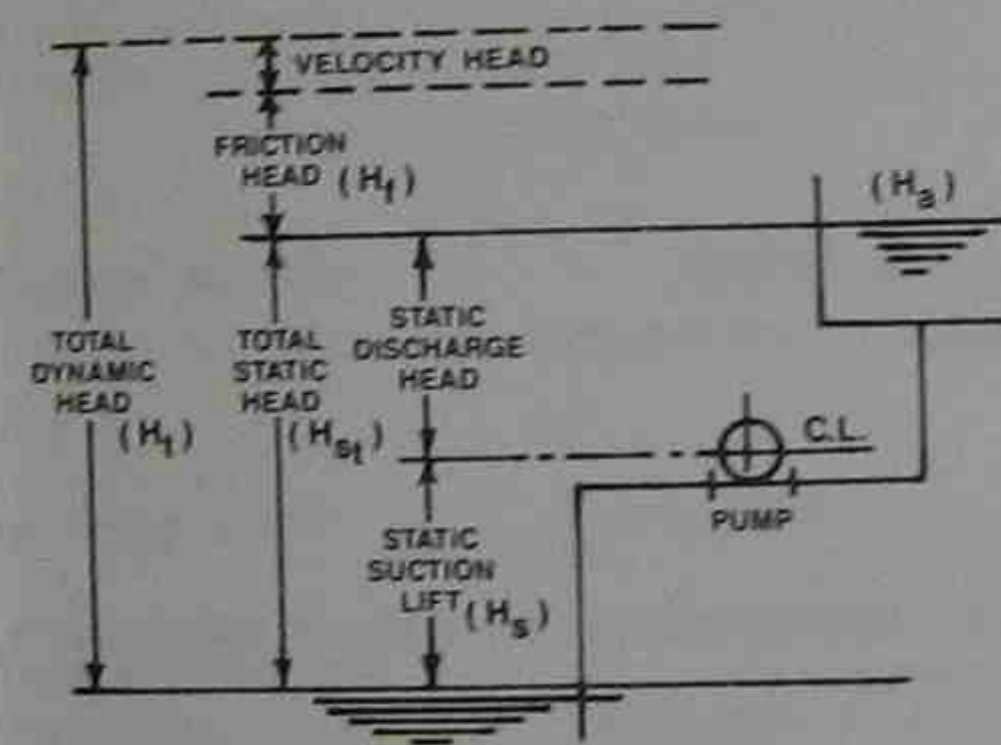 VELOCITY HEAD
FRICTION
HEAD (Hf)
(Ha)
TOTAL
DYNAMIC
HEAD
(Ht)
TOTAL
STATIC
HEAD
(Hst)
STATIC
DISCHARGE
HEAD
C.L.
PUMP
STATIC
SUCTION
LIFT (Hs)